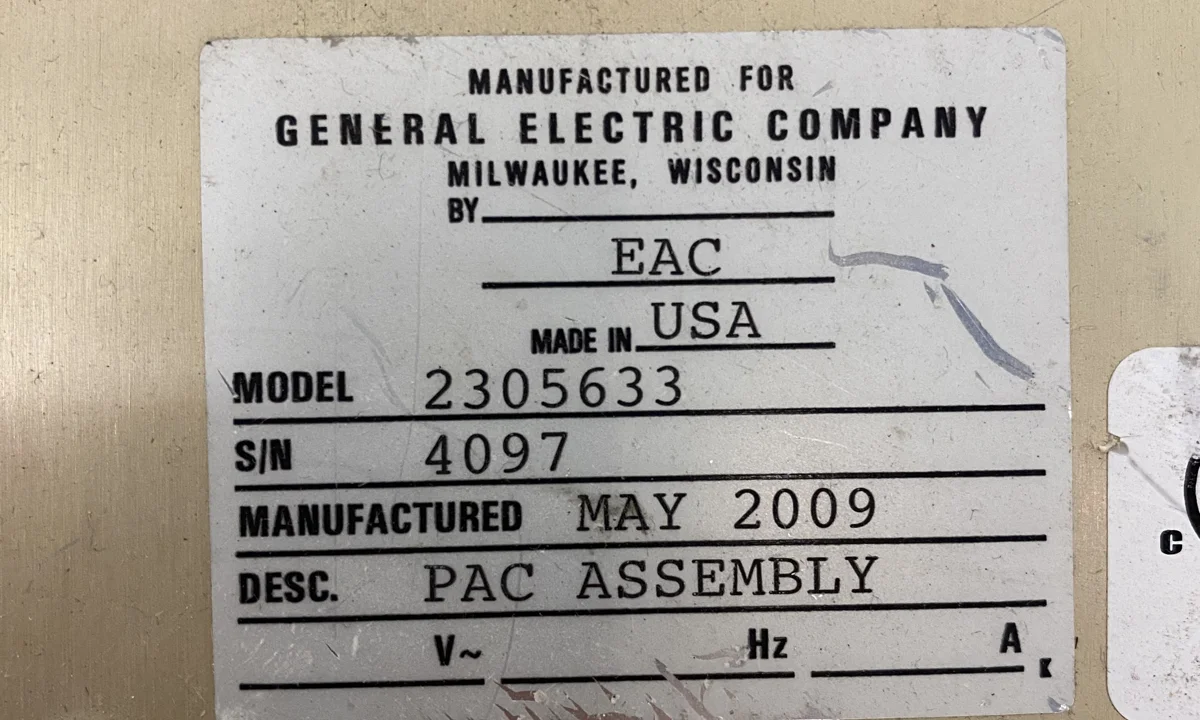 MANUFACTURED FOR
GENERAL ELECTRIC COMPANY
MILWAUKEE, WISCONSIN
BY
EAC
MADE IN USA
MODEL 2305633
S/N 4097
MANUFACTURED MAY 2009
DESC. PAC ASSEMBLY
V~ Hz A
K
C